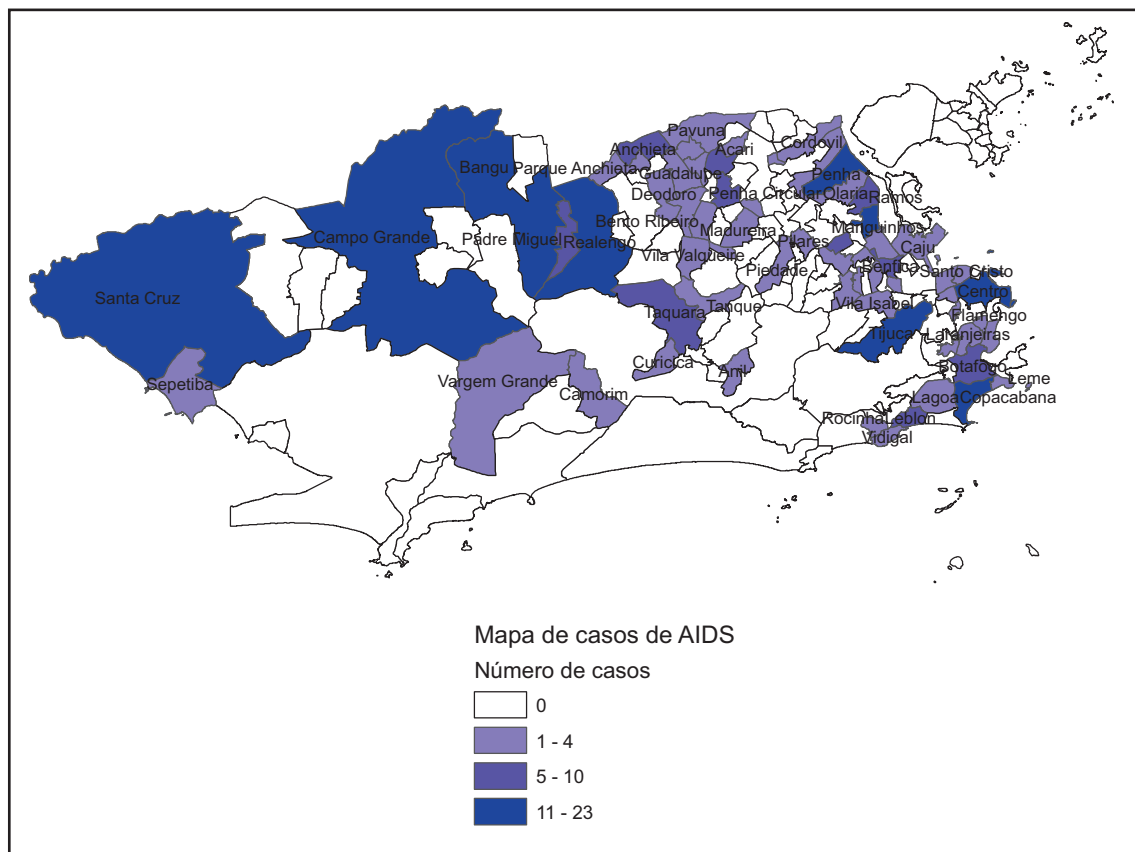 Pavuna
Cordovil
Anchieta
Acari
Bangu
Parque Anchieta
Guadalupe
Penha
Deodoro
Penha Circular
Olaria
Ramos
Bento Ribeiro
Madureira
Manguinhos
Campo Grande
Padre Miguel
Realengo
Pilares
Caju
Vila Valqueire
Piedade
Benfica
Santo Cristo
Santa Cruz
Centro
Taquara
Tanque
Vila Isabel
Flamengo
Tijuca
Laranjeiras
Curicica
Anil
Botafogo
Sepetiba
Vargem Grande
Camorim
Leme
Lagoa
Copacabana
Rocinha
Leblon
Vidigal
Mapa de casos de AIDS
Número de casos
0
1 - 4
5 - 10
11 - 23